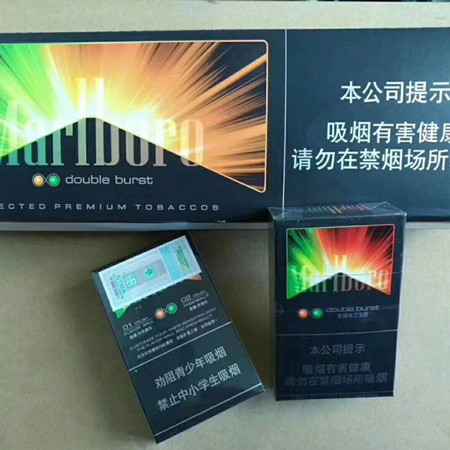 Marlboro
double burst
ECTED PREMIUM TOBACCOS
本公司提示
吸烟有害健康
请勿在禁烟场所
Marlboro
double burst
本公司提示
吸烟有害健康
请勿在禁烟场所吸烟
01
02
劝阻青少年吸烟
禁止中小学生吸烟